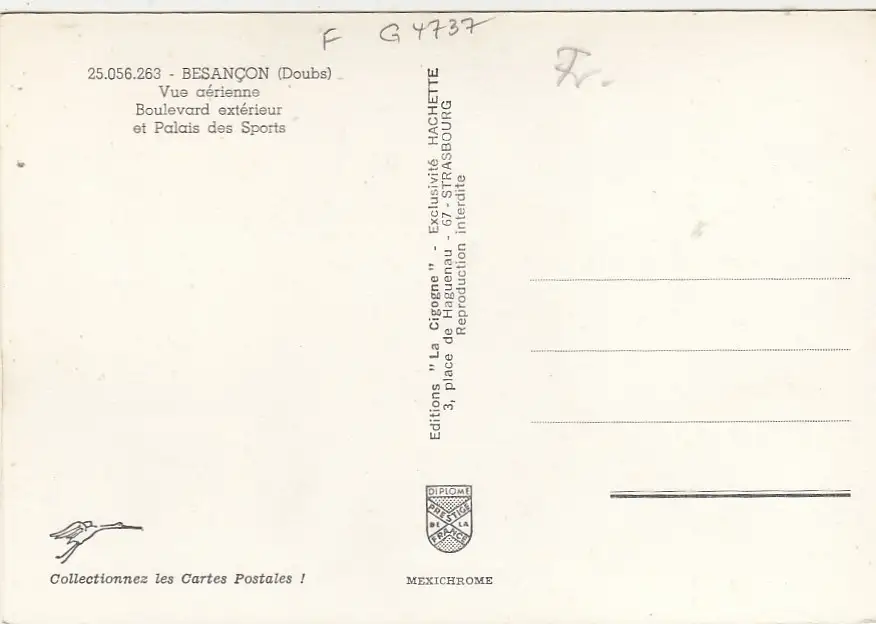 F G 4737
Fr.
25.056.263 - BESANÇON (Doubs)
Vue aérienne
Boulevard extérieur
et Palais des Sports
Editions " La Cigogne " - Exclusivité HACHETTE
3, place de Haguenau - 67 - STRASBOURG
Reproduction interdite
DIPLOME
PRESTIGE
DE LA
FRANCE
Collectionnez les Cartes Postales !
MEXICHROME